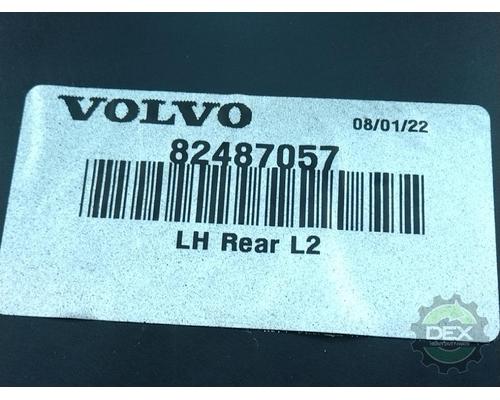 VOLVO
08/01/22
82487057
LH Rear L2
DEX